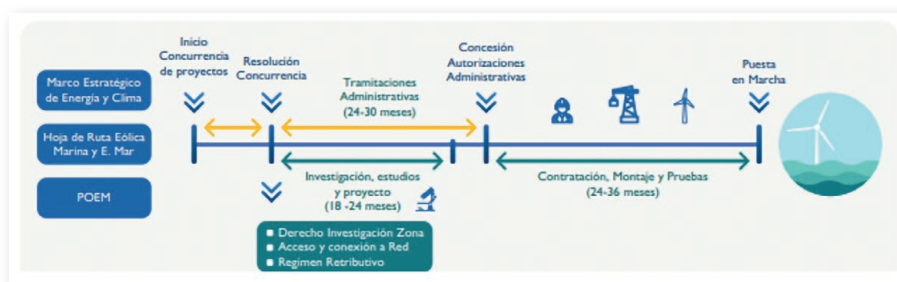 Marco Estratégico
de Energía y Clima
Hoja de Ruta Eólica
Marina y E. Mar
POEM
Inicio
Concurrencia
de proyectos
Resolución
Concurrencia
Tramitaciones
Administrativas
(24-30 meses)
Concesión
Autorizaciones
Administrativas
Puesta
en Marcha
Investigación, estudios
y proyecto
(18 -24 meses)
Contratación, Montaje y Pruebas
(24-36 meses)
Derecho Investigación Zona
Acceso y conexión a Red
Regimen Retributivo